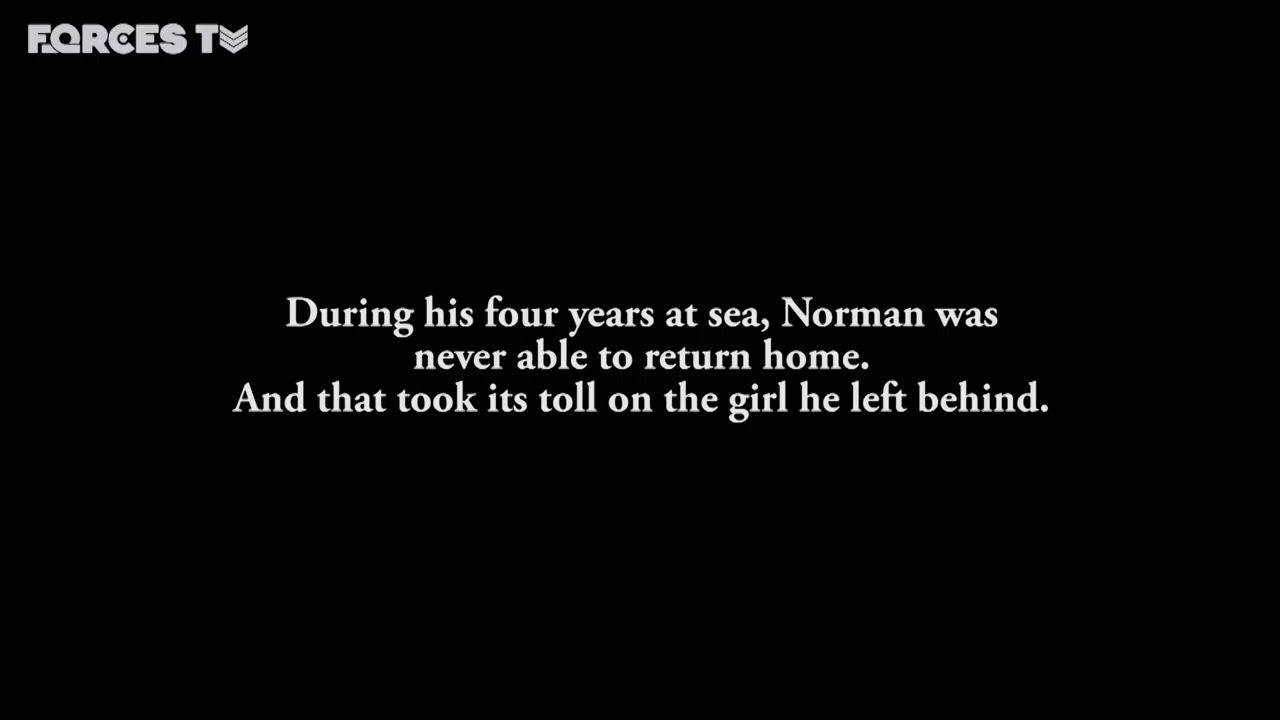 FORCES TV
During his four years at sea, Norman was
never able to return home.
And that took its toll on the girl he left behind.